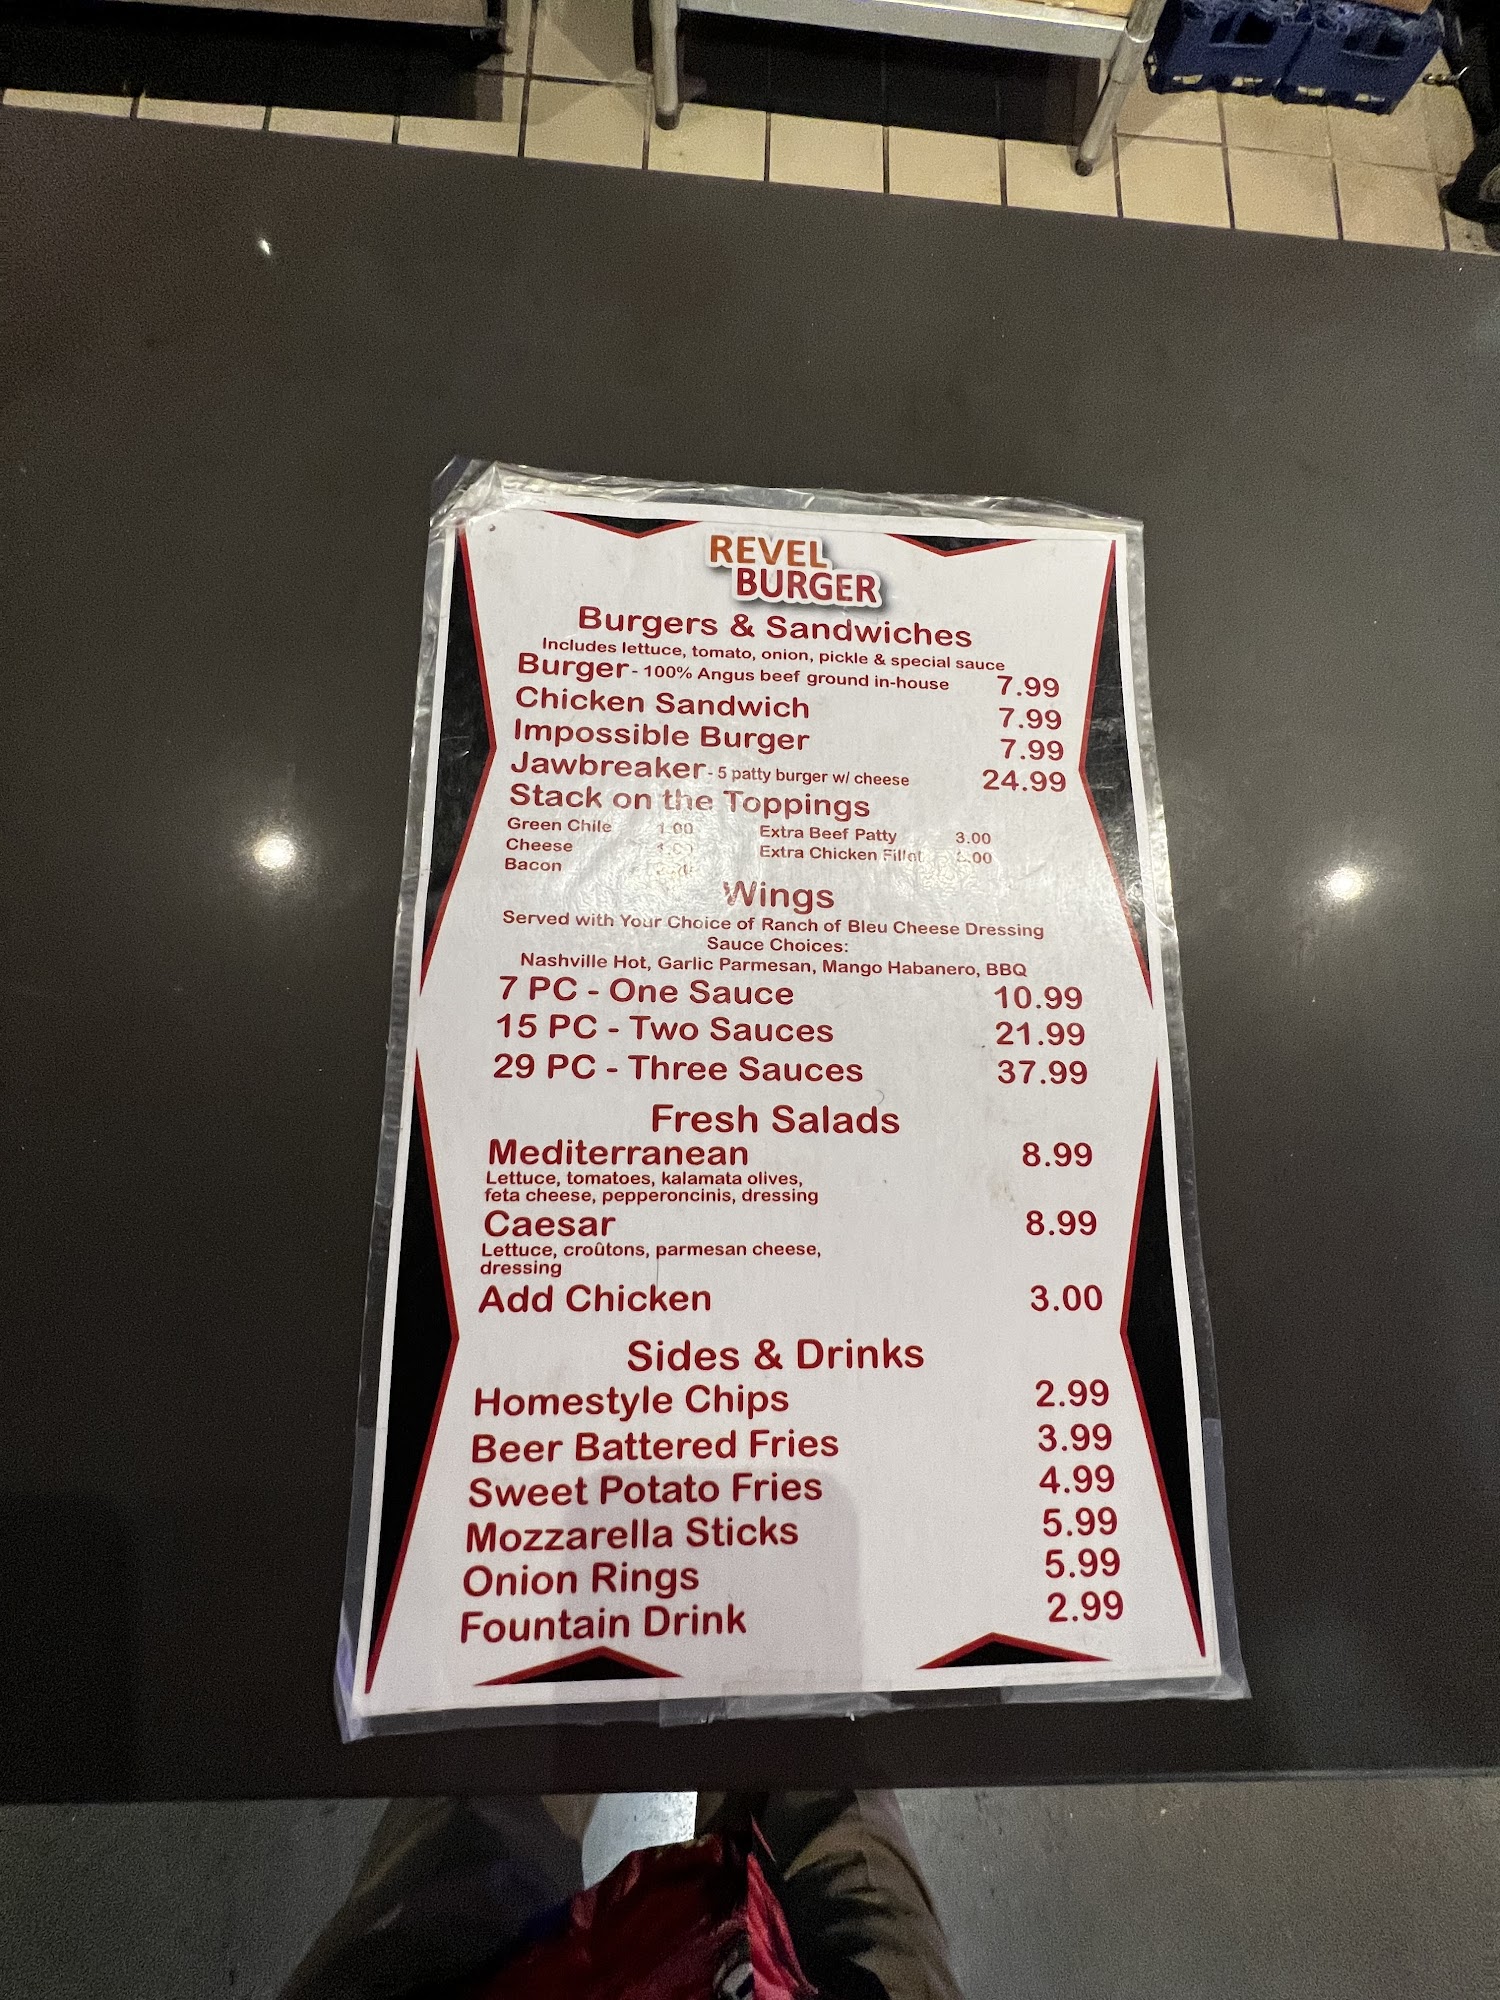 REVEL
BURGER
Burgers & Sandwiches
Includes lettuce, tomato, onion, pickle & special sauce
Burger - 100% Angus beef ground in-house 7.99
Chicken Sandwich 7.99
Impossible Burger 7.99
Jawbreaker - 5 patty burger w/ cheese 24.99
Stack on the Toppings
Green Chile 1.00 Extra Beef Patty 3.00
Cheese Extra Chicken Fillet
Bacon
Wings
Served with Your Choice of Ranch of Bleu Cheese Dressing
Sauce Choices:
Nashville Hot, Garlic Parmesan, Mango Habanero, BBQ
7 PC - One Sauce 10.99
15 PC - Two Sauces 21.99
29 PC - Three Sauces 37.99
Fresh Salads
Mediterranean 8.99
Lettuce, tomatoes, kalamata olives,
feta cheese, pepperoncinis, dressing
Caesar 8.99
Lettuce, croûtons, parmesan cheese,
dressing
Add Chicken 3.00
Sides & Drinks
Homestyle Chips 2.99
Beer Battered Fries 3.99
Sweet Potato Fries 4.99
Mozzarella Sticks 5.99
Onion Rings 5.99
Fountain Drink 2.99